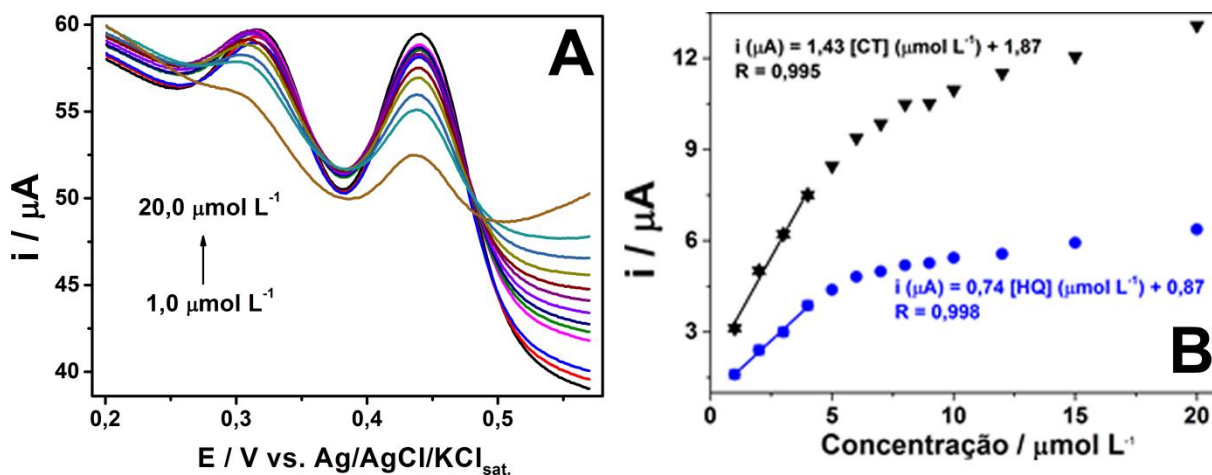 A
60
55
50
45
40
i / μA
20,0 μmol L⁻¹
1,0 μmol L⁻¹
0,2 0,3 0,4 0,5
E / V vs. Ag/AgCl/KCl sat.
B
12
9
6
3
i / μA
i (μA) = 1,43 [CT] (μmol L⁻¹) + 1,87
R = 0,995
i (μA) = 0,74 [HQ] (μmol L⁻¹) + 0,87
R = 0,998
0 5 10 15 20
Concentração / μmol L⁻¹